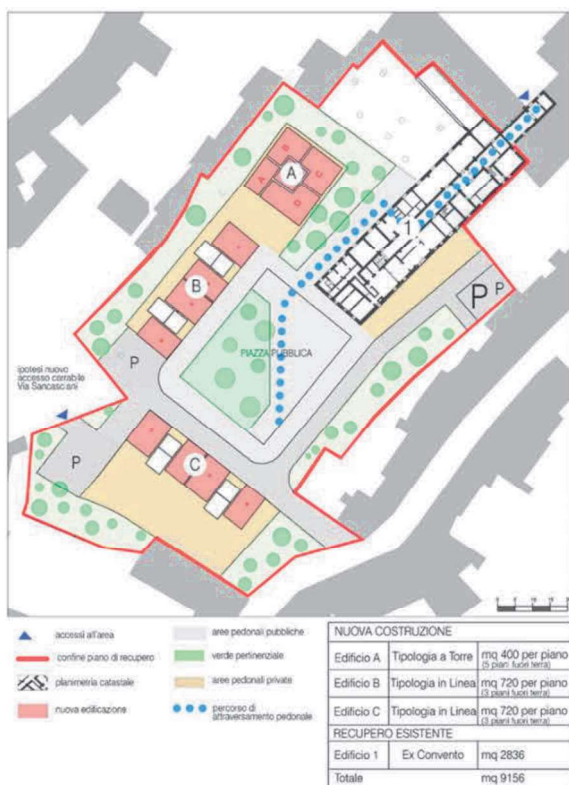 A
B
C
D
A
1
B
P
P
PIAZZA PUBBLICA
P
ipotesi nuovo
accesso carrabile
Via Sancasciani
P
C
accessi all'area
confine piano di recupero
planimetria catastale
nuova edificazione
aree pedonali pubbliche
verde pertinenziale
aree pedonali private
percorso di
attraversamento pedonale
NUOVA COSTRUZIONE
Edificio A Tipologia a Torre mq 400 per piano
(5 piani fuori terra)
Edificio B Tipologia in Linea mq 720 per piano
(3 piani fuori terra)
Edificio C Tipologia in Linea mq 720 per piano
(3 piani fuori terra)
RECUPERO ESISTENTE
Edificio 1 Ex Convento mq 2836
Totale mq 9156